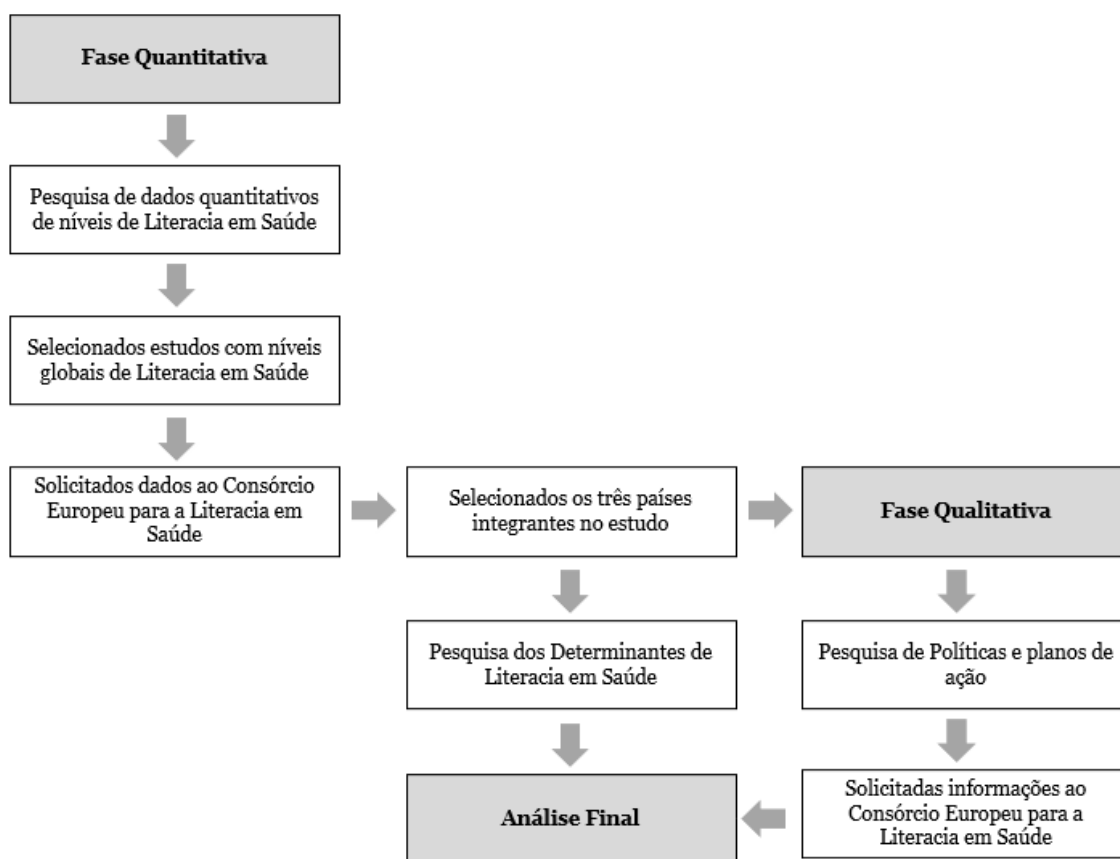 Fase Quantitativa
Pesquisa de dados quantitativos
de níveis de Literacia em Saúde
Selecionados estudos com níveis
globais de Literacia em Saúde
Solicitados dados ao Consórcio
Europeu para a Literacia em
Saúde
Selecionados os três países
integrantes no estudo
Fase Qualitativa
Pesquisa dos Determinantes de
Literacia em Saúde
Pesquisa de Políticas e planos de
ação
Análise Final
Solicitadas informações ao
Consórcio Europeu para a
Literacia em Saúde